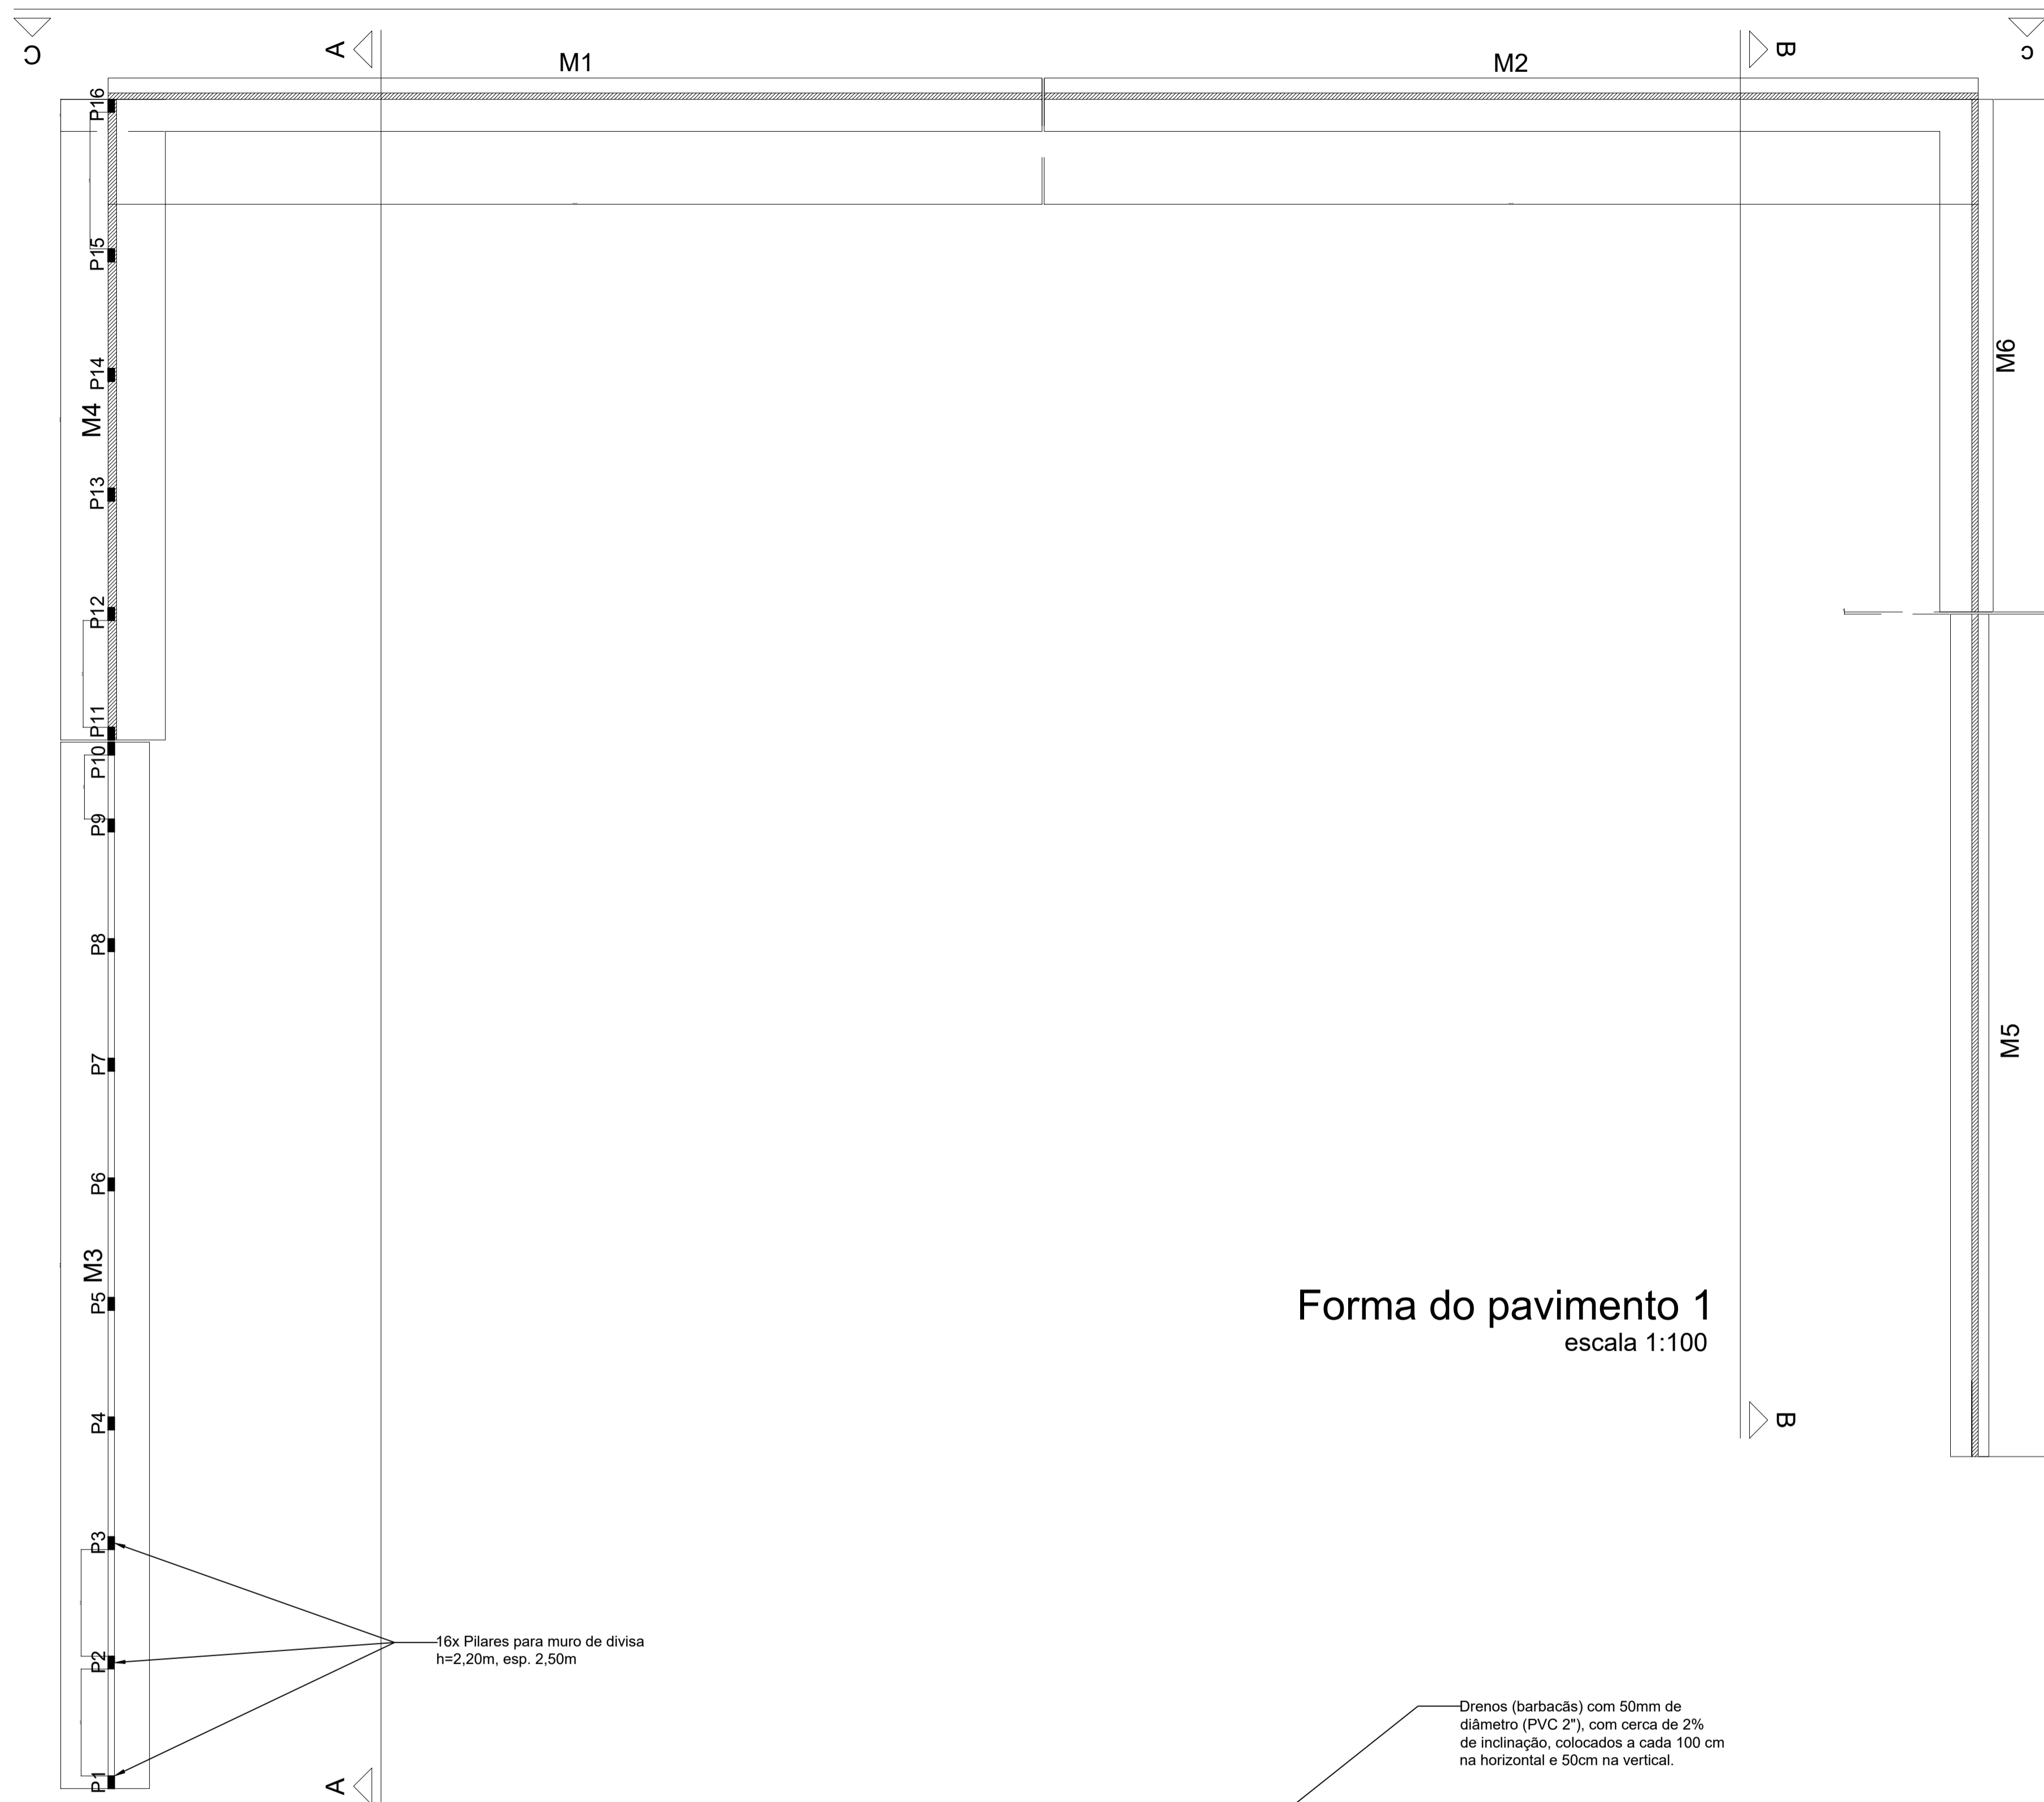 C
A
M1
M2
B
C
P16
P15
M6
P14
M4
P13
P12
P11
P10
P9
P8
M5
P7
P6
M3
P5
Forma do pavimento 1
escala 1:100
P4
B
P3
16x Pilares para muro de divisa
h=2,20m, esp. 2,50m
P2
Drenos (barbacãs) com 50mm de
diâmetro (PVC 2"), com cerca de 2%
de inclinação, colocados a cada 100 cm
na horizontal e 50cm na vertical.
P1
A